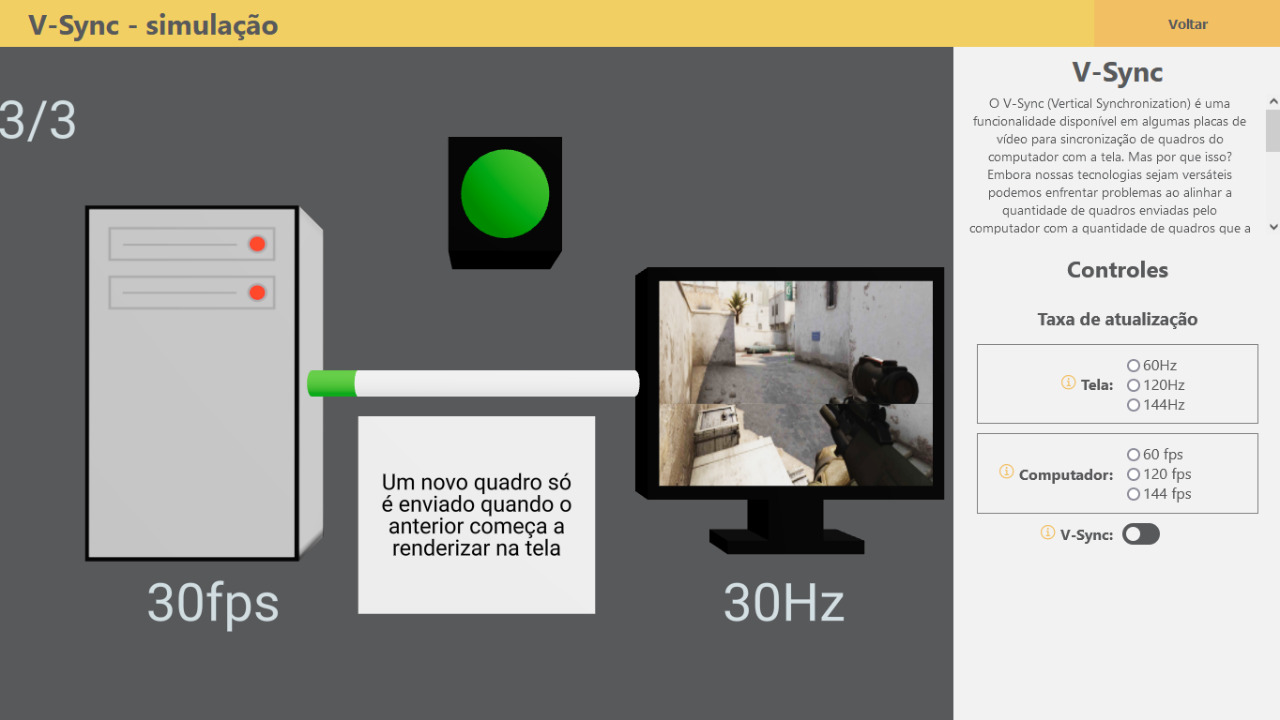 V-Sync - simulação
Voltar
3/3
Um novo quadro só
é enviado quando o
anterior começa a
renderizar na tela
30fps
30Hz
V-Sync
O V-Sync (Vertical Synchronization) é uma
funcionalidade disponível em algumas placas de
vídeo para sincronização de quadros do
computador com a tela. Mas por que isso?
Embora nossas tecnologias sejam versáteis
podemos enfrentar problemas ao alinhar a
quantidade de quadros enviadas pelo
computador com a quantidade de quadros que a
Controles
Taxa de atualização
Tela:
60Hz
120Hz
144Hz
Computador:
60 fps
120 fps
144 fps
V-Sync: